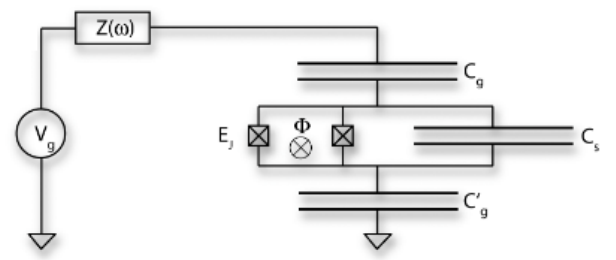 Z(ω)
C_g
V_g
E_J
Φ
C_s
C'_g